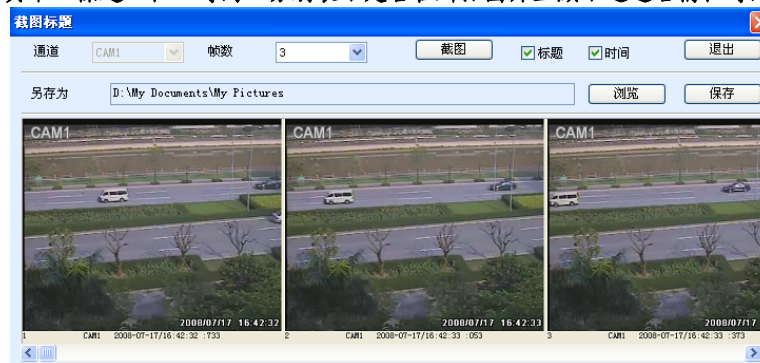 截图标题
通道 CAM1 帧数 3 截图 标题 时间 退出
另存为 D:\My Documents\My Pictures 浏览 保存
CAM1 CAM1 CAM1
2008/07/17 16:42:32 2008/07/17 16:42:33 2008/07/17
1 CAM1 2008-07-17/16:42:32 :733 2 CAM1 2008-07-17/16:42:33 :053 3 CAM1 2008-07-17/16:42:33 :373